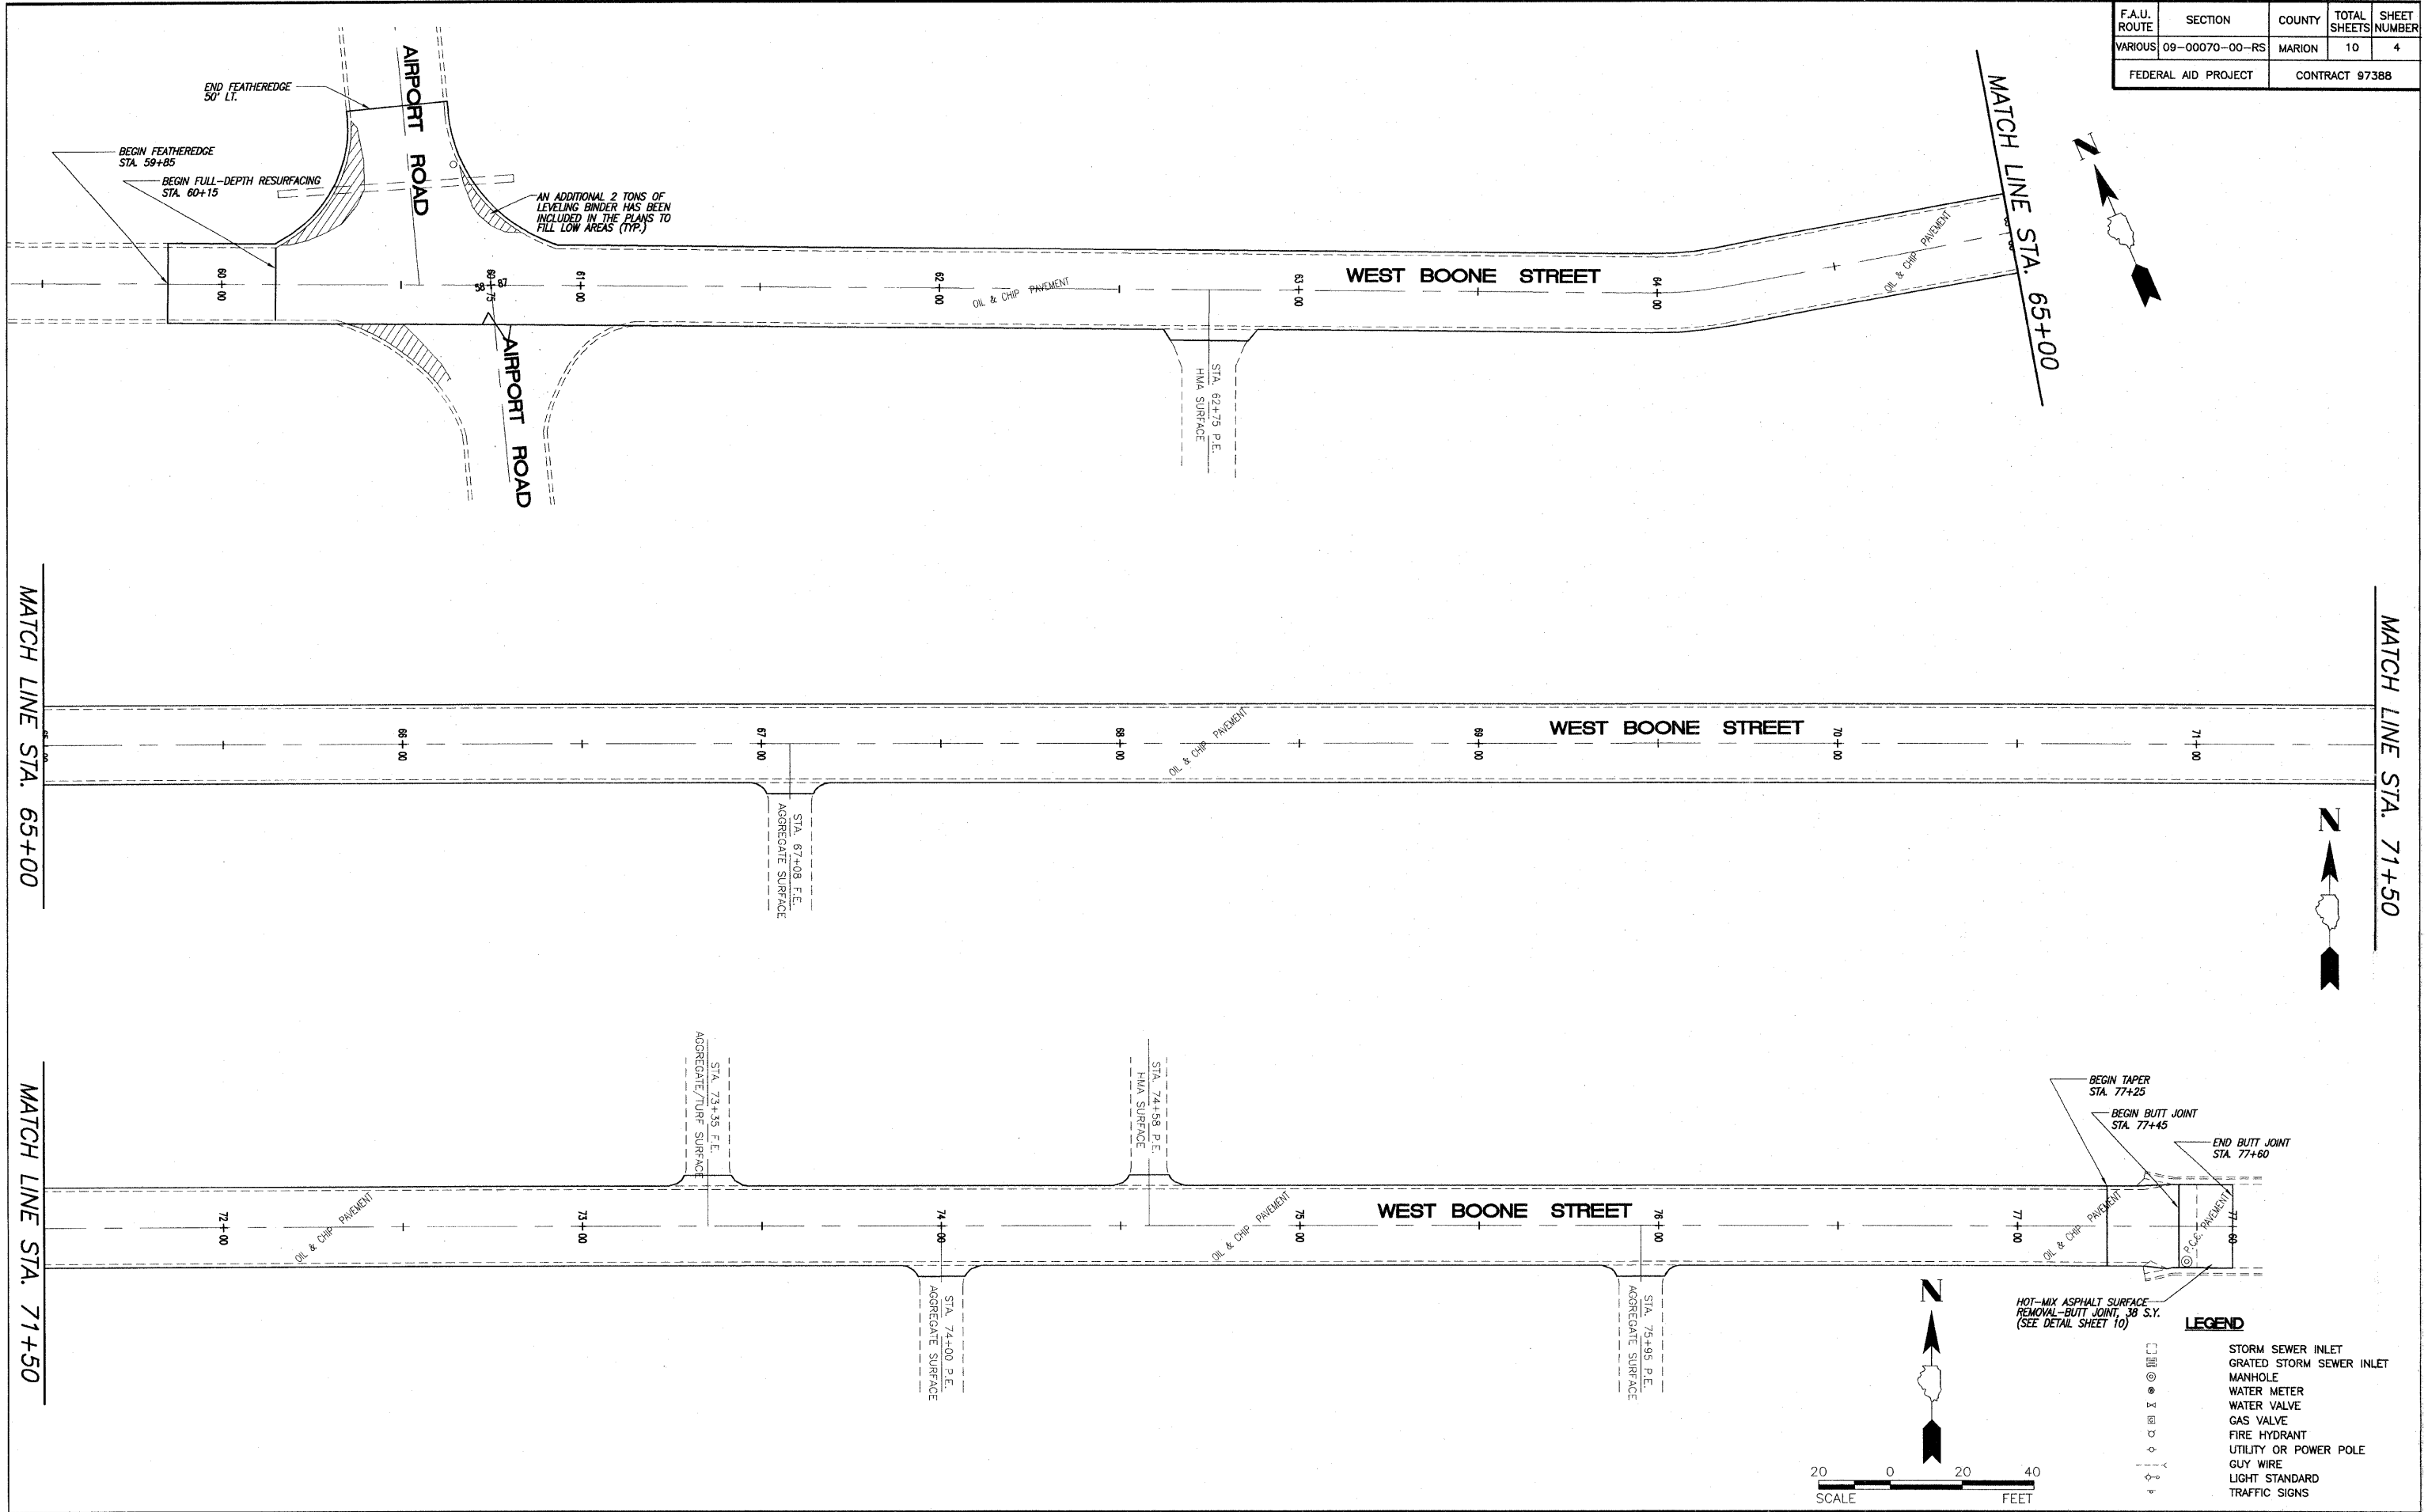 F.A.U. ROUTE
SECTION
COUNTY
TOTAL SHEETS
SHEET NUMBER
VARIOUS
09-00070-00-RS
MARION
10
4
FEDERAL AID PROJECT
CONTRACT 97388
END FEATHEREDGE
50' LT.
AIRPORT ROAD
BEGIN FEATHEREDGE
STA. 59+85
BEGIN FULL-DEPTH RESURFACING
STA. 60+15
AN ADDITIONAL 2 TONS OF
LEVELING BINDER HAS BEEN
INCLUDED IN THE PLANS TO
FILL LOW AREAS (TYP.)
MATCH LINE STA. 65+00
N
60+00
60+87
58+75
61+00
62+00
OIL & CHIP PAVEMENT
63+00
WEST BOONE STREET
64+00
OIL & CHIP PAVEMENT
AIRPORT ROAD
STA. 62+75 P.E.
HMA SURFACE
MATCH LINE STA. 65+00
66+00
67+00
68+00
OIL & CHIP PAVEMENT
69+00
WEST BOONE STREET
70+00
71+00
MATCH LINE STA. 71+50
STA. 67+08 F.E.
AGGREGATE SURFACE
N
MATCH LINE STA. 71+50
STA. 73+35 F.E.
AGGREGATE/TURF SURFACE
STA. 74+58 P.E.
HMA SURFACE
BEGIN TAPER
STA. 77+25
BEGIN BUTT JOINT
STA. 77+45
END BUTT JOINT
STA. 77+60
72+00
OIL & CHIP PAVEMENT
73+00
74+00
OIL & CHIP PAVEMENT
75+00
WEST BOONE STREET
76+00
77+00
OIL & CHIP PAVEMENT
P.C.C. PAVEMENT
77+60
STA. 74+00 P.E.
AGGREGATE SURFACE
STA. 75+95 P.E.
AGGREGATE SURFACE
N
HOT-MIX ASPHALT SURFACE
REMOVAL-BUTT JOINT, 38 S.Y.
(SEE DETAIL SHEET 10)
LEGEND
STORM SEWER INLET
GRATED STORM SEWER INLET
MANHOLE
WATER METER
WATER VALVE
GAS VALVE
FIRE HYDRANT
UTILITY OR POWER POLE
GUY WIRE
LIGHT STANDARD
TRAFFIC SIGNS
20 0 20 40
SCALE FEET